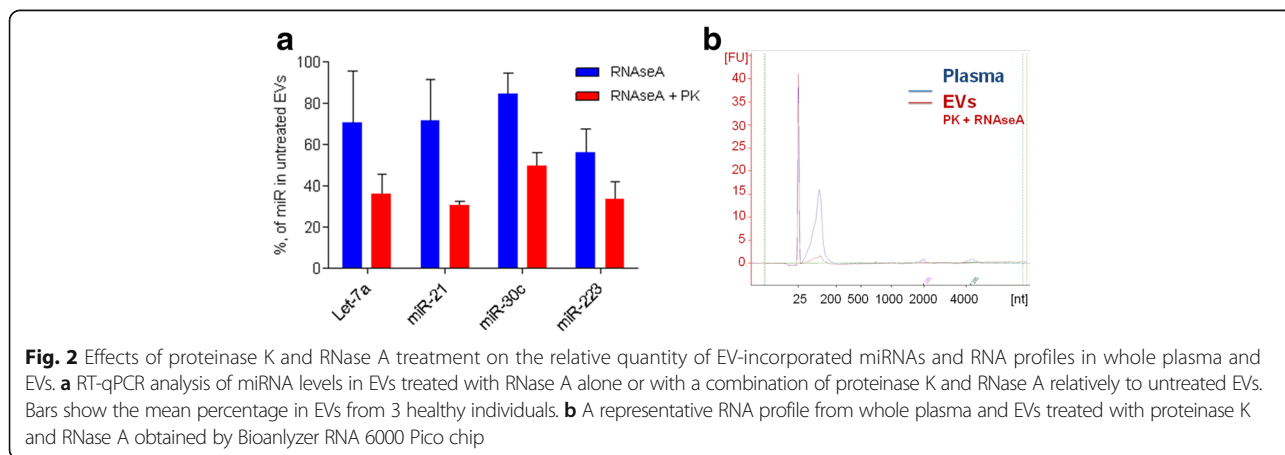 a
b
%, of miR in untreated EVs
100
80
60
40
20
0
RNAseA
RNAseA + PK
Let-7a
miR-21
miR-30c
miR-223
[FU]
40
35
30
25
20
15
10
5
0
Plasma
EVs
PK + RNAseA
25 200 500 1000 2000 4000 [nt]
Fig. 2 Effects of proteinase K and RNase A treatment on the relative quantity of EV-incorporated miRNAs and RNA profiles in whole plasma and
EVs. a RT-qPCR analysis of miRNA levels in EVs treated with RNase A alone or with a combination of proteinase K and RNase A relatively to untreated EVs.
Bars show the mean percentage in EVs from 3 healthy individuals. b A representative RNA profile from whole plasma and EVs treated with proteinase K
and RNase A obtained by Bioanlyzer RNA 6000 Pico chip